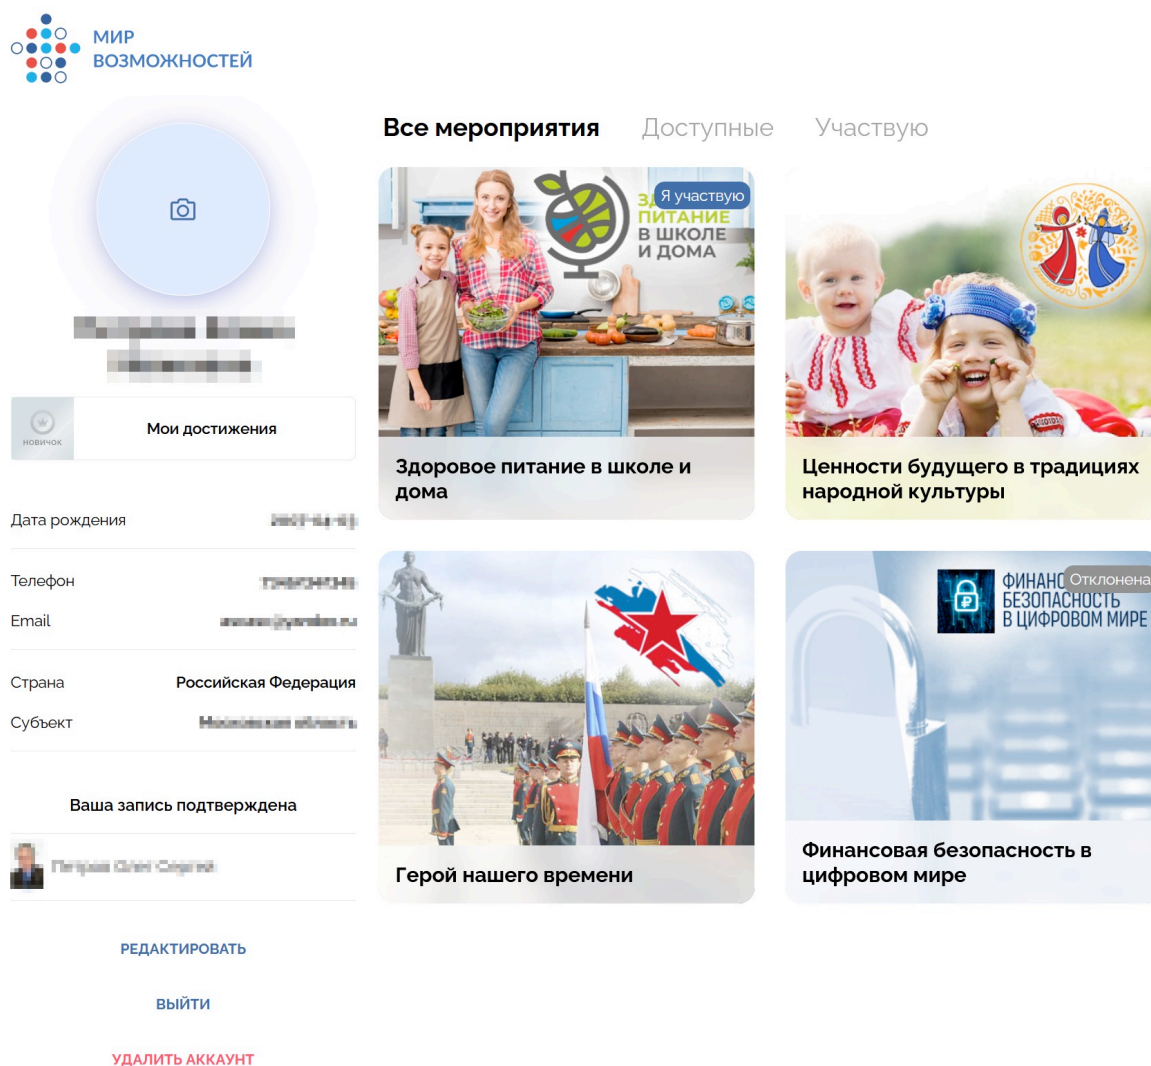 МИР
ВОЗМОЖНОСТЕЙ
Все мероприятия
Доступные
Участвую
Я участвую
ПИТАНИЕ
В ШКОЛЕ
И ДОМА
Здоровое питание в школе и
дома
Ценности будущего в традициях
народной культуры
НОВИЧОК
Мои достижения
Дата рождения
Телефон
Email
Страна
Российская Федерация
Субъект
Ваша запись подтверждена
Герой нашего времени
Отклонена
БЕЗОПАСНОСТЬ
В ЦИФРОВОМ МИРЕ
Финансовая безопасность в
цифровом мире
РЕДАКТИРОВАТЬ
ВЫЙТИ
УДАЛИТЬ АККАУНТ